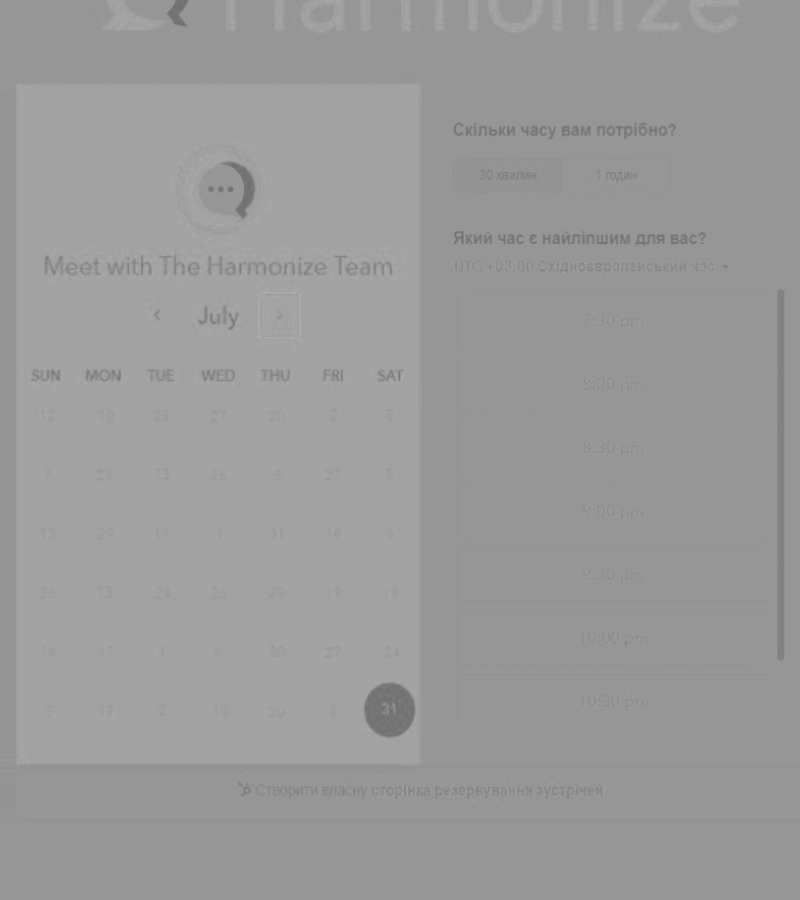 Harmonize
Meet with The Harmonize Team
July
SUN MON TUE WED THU FRI SAT
12 18 25 27 20 2 5
7 27 13 25 3 27 5
13 29 11 1 31 14 6
26 13 24 26 29 19 19
16 17 1 6 30 27 24
3 17 2 10 20 8 31
Скільки часу вам потрібно?
30 хвилин 1 годин
Який час є найліпшим для вас?
UTC +03:00 Східноєвропейський час
7:30 pm
8:00 pm
8:30 pm
9:00 pm
9:30 pm
10:00 pm
10:30 pm
Створити власну сторінка резервування зустрічей